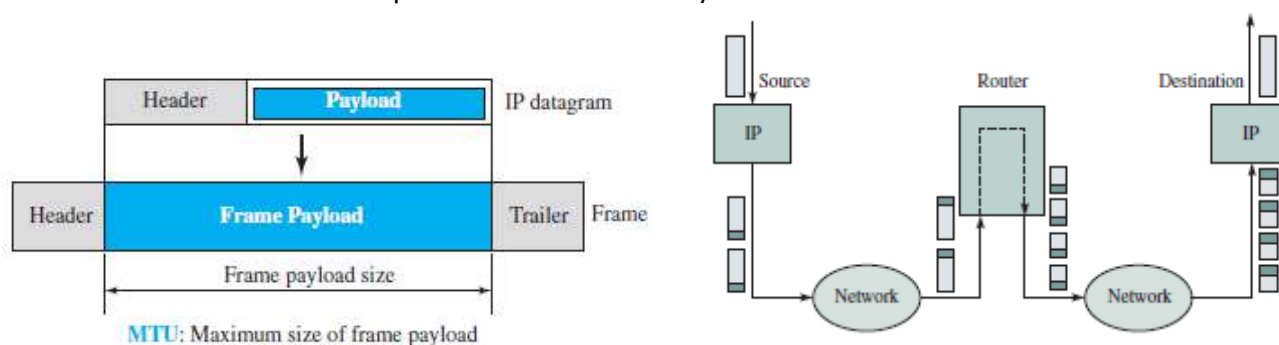 Header
Payload
IP datagram
Header
Frame Payload
Trailer
Frame
Frame payload size
MTU: Maximum size of frame payload
Source
Router
Destination
IP
IP
Network
Network